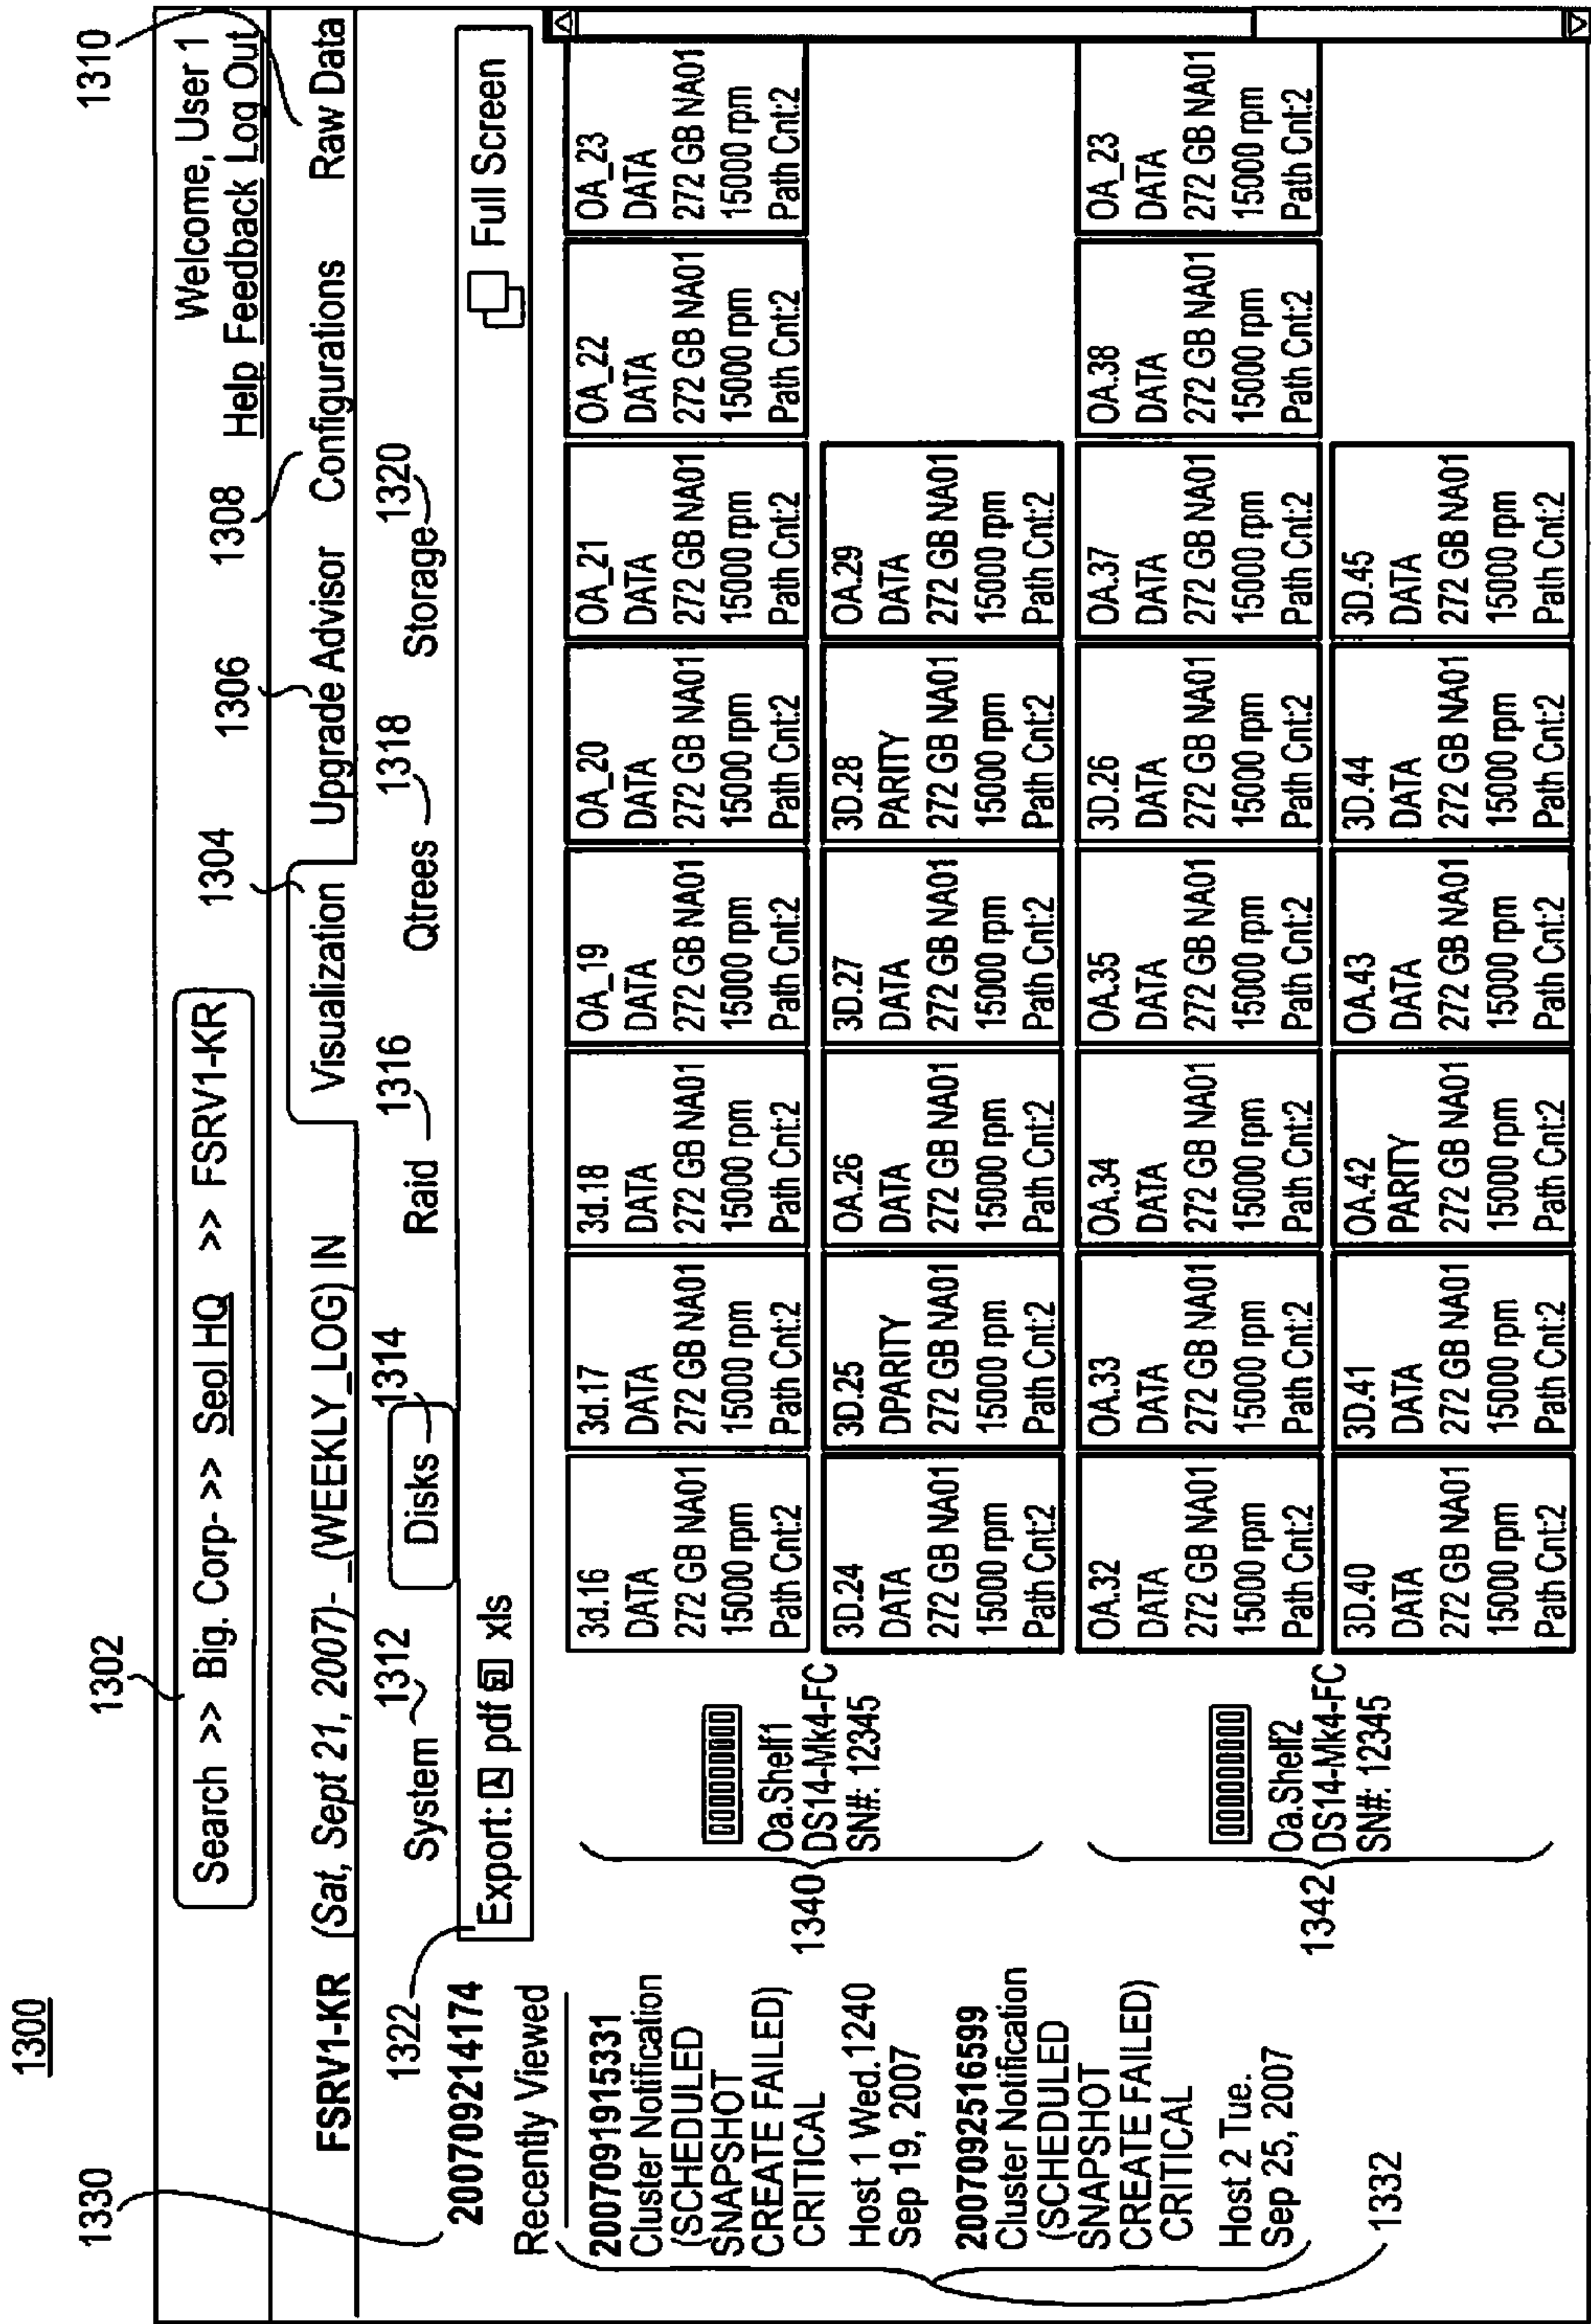 1300
1302
1304
1306
1308
1310
Search >> Big. Corp- >> Seol HQ >> FSRV1-KR
Welcome, User 1
Help Feedback Log Out
FSRV1-KR (Sat, Sept 21, 2007)-_(WEEKLY_LOG) IN
Visualization
Upgrade Advisor
Configurations
Raw Data
System 1312
Disks 1314
Raid 1316
Qtrees 1318
Storage 1320
1322
Export: pdf xls
Full Screen
1330
200709214174
Recently Viewed
200709191533​1
Cluster Notification
(SCHEDULED
SNAPSHOT
CREATE FAILED)
CRITICAL
Host 1 Wed.1240
Sep 19, 2007
2007092516599
Cluster Notification
(SCHEDULED
SNAPSHOT
CREATE FAILED)
CRITICAL
Host 2 Tue.
Sep 25, 2007
1332
1340
Oa.Shelf1
DS14-Mk4-FC
SN#: 12345
3d.16
DATA
272 GB NA01
15000 rpm
Path Cnt:2
3d.17
DATA
272 GB NA01
15000 rpm
Path Cnt:2
3d.18
DATA
272 GB NA01
15000 rpm
Path Cnt:2
OA_19
DATA
272 GB NA01
15000 rpm
Path Cnt:2
OA_20
DATA
272 GB NA01
15000 rpm
Path Cnt:2
OA_21
DATA
272 GB NA01
15000 rpm
Path Cnt:2
OA_22
DATA
272 GB NA01
15000 rpm
Path Cnt:2
OA_23
DATA
272 GB NA01
15000 rpm
Path Cnt:2
3D.24
DATA
272 GB NA01
15000 rpm
Path Cnt:2
3D.25
DPARITY
272 GB NA01
15000 rpm
Path Cnt:2
OA.26
DATA
272 GB NA01
15000 rpm
Path Cnt:2
3D.27
DATA
272 GB NA01
15000 rpm
Path Cnt:2
3D.28
PARITY
272 GB NA01
15000 rpm
Path Cnt:2
OA.29
DATA
272 GB NA01
15000 rpm
Path Cnt:2
1342
Oa.Shelf2
DS14-Mk4-FC
SN#: 12345
OA.32
DATA
272 GB NA01
15000 rpm
Path Cnt:2
OA.33
DATA
272 GB NA01
15000 rpm
Path Cnt:2
OA.34
DATA
272 GB NA01
15000 rpm
Path Cnt:2
OA.35
DATA
272 GB NA01
15000 rpm
Path Cnt:2
3D.26
DATA
272 GB NA01
15000 rpm
Path Cnt:2
OA.37
DATA
272 GB NA01
15000 rpm
Path Cnt:2
OA.38
DATA
272 GB NA01
15000 rpm
Path Cnt:2
OA_23
DATA
272 GB NA01
15000 rpm
Path Cnt:2
3D.40
DATA
272 GB NA01
15000 rpm
Path Cnt:2
3D.41
DATA
272 GB NA01
15000 rpm
Path Cnt:2
OA.42
PARITY
272 GB NA01
15000 rpm
Path Cnt:2
OA.43
DATA
272 GB NA01
15000 rpm
Path Cnt:2
3D.44
DATA
272 GB NA01
15000 rpm
Path Cnt:2
3D.45
DATA
272 GB NA01
15000 rpm
Path Cnt:2